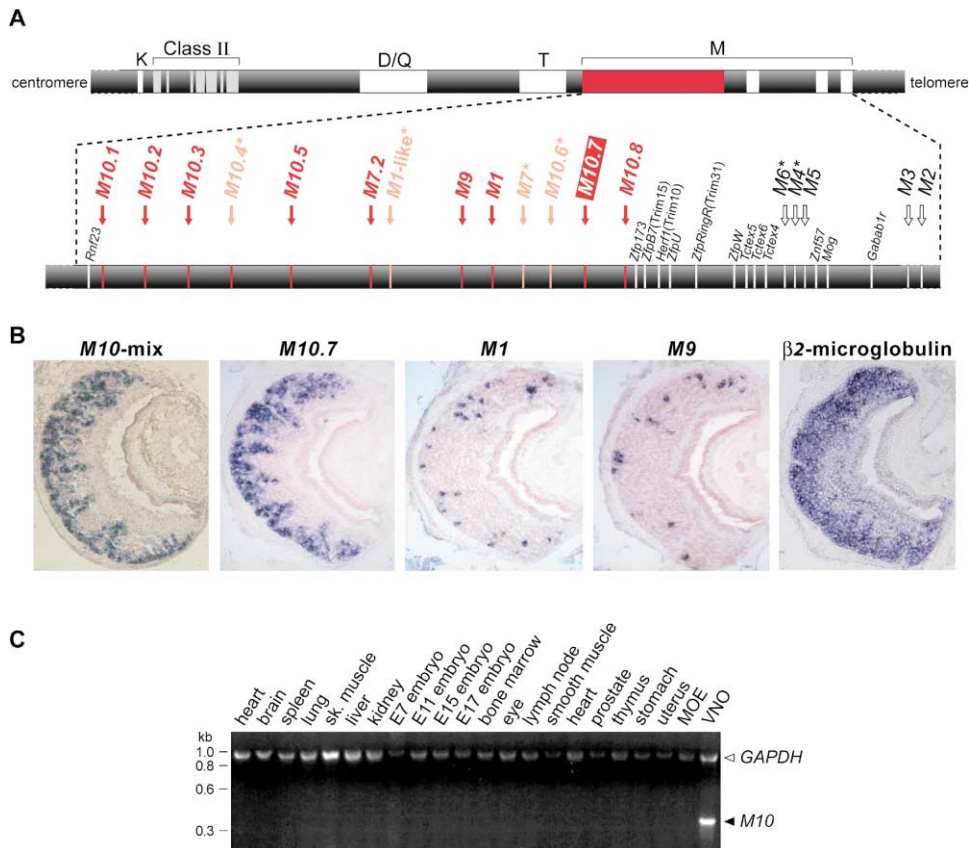 A
K Class II D/Q T M
centromere telomere
M10.1 M10.2 M10.3 M10.4* M10.5 M7.2 M1-like* M9 M1 M7* M10.6* M10.7 M10.8 M6* M4* M5 M3 M2
Rnf23 Zfp173 ZfpB7(Trim15) Herf1(Trim10) ZfpU ZfpRingR(Trim31) ZfpW Tctex5 Tctex6 Tctex4 Znf57 Mog Gabab1r
B
M10-mix M10.7 M1 M9 β2-microglobulin
C
heart brain spleen lung sk. muscle liver kidney E7 embryo E11 embryo E15 embryo E17 embryo bone marrow eye lymph node smooth muscle heart prostate thymus stomach uterus MOE VNO
kb
1.0 GAPDH
0.8
0.6
M10
0.3